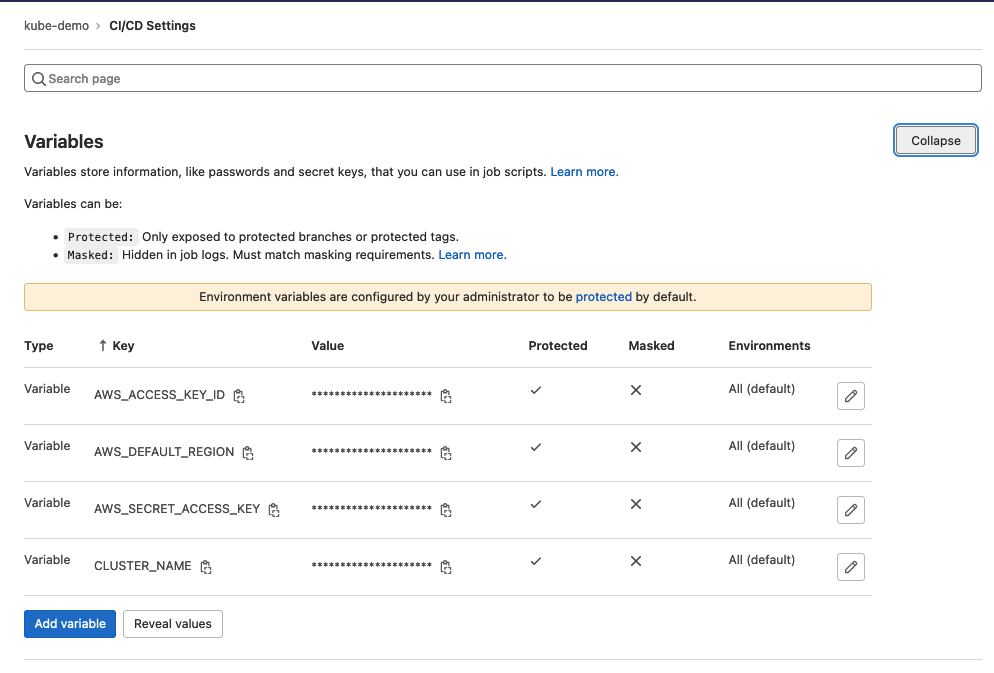 kube-demo › CI/CD Settings
Search page
Variables
Collapse
Variables store information, like passwords and secret keys, that you can use in job scripts. Learn more.
Variables can be:
• Protected: Only exposed to protected branches or protected tags.
• Masked: Hidden in job logs. Must match masking requirements. Learn more.
Environment variables are configured by your administrator to be protected by default.
Type ↑ Key Value Protected Masked Environments
Variable AWS_ACCESS_KEY_ID ********************* ✓ ✕ All (default)
Variable AWS_DEFAULT_REGION ********************* ✓ ✕ All (default)
Variable AWS_SECRET_ACCESS_KEY ********************* ✓ ✕ All (default)
Variable CLUSTER_NAME ********************* ✓ ✕ All (default)
Add variable Reveal values